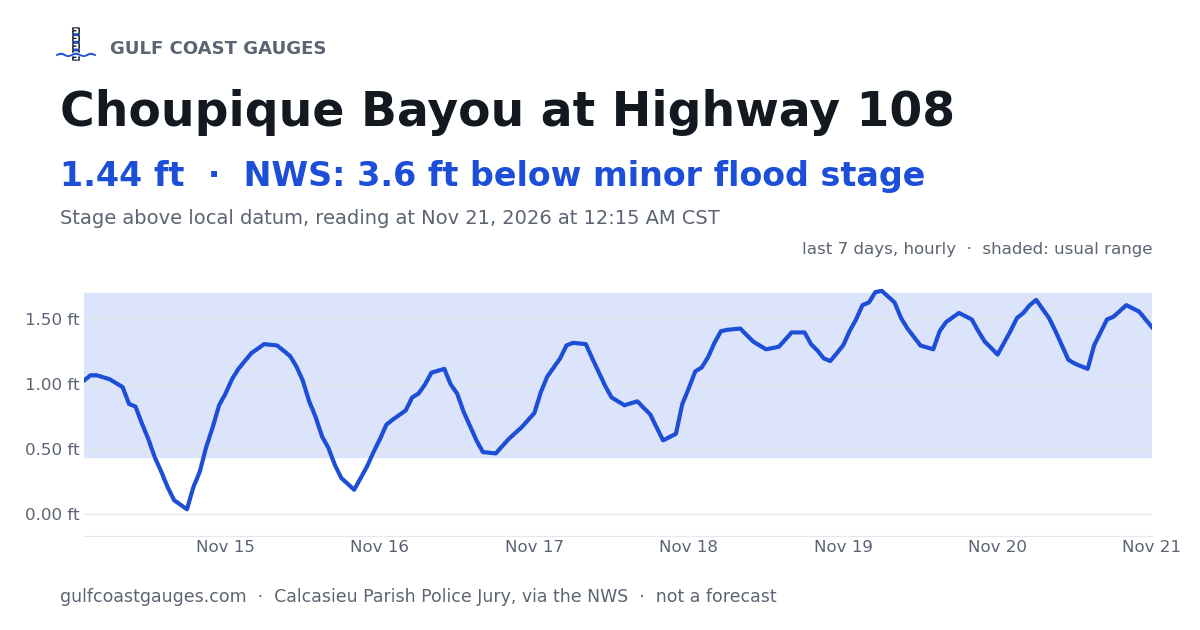 GULF COAST GAUGES
Choupique Bayou at Highway 108
1.44 ft · NWS: 3.6 ft below minor flood stage
Stage above local datum, reading at Nov 21, 2026 at 12:15 AM CST
last 7 days, hourly · shaded: usual range
1.50 ft
1.00 ft
0.50 ft
0.00 ft
Nov 15 Nov 16 Nov 17 Nov 18 Nov 19 Nov 20 Nov 21
gulfcoastgauges.com · Calcasieu Parish Police Jury, via the NWS · not a forecast